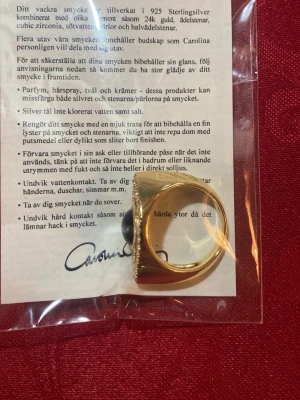 Ditt vackra smycke är tillverkat i 925 Sterlingsilver
kombinerat med olika element såsom 24k guld, ädelstenar,
cubic zirconia, sötvattenspärlor och halvädelstenar.
Flera utav våra smycken innehåller budskap som Carolina
personligen vill dela med sig utav.
För att säkerställa att dina smycken bibehåller sin glans, följ
anvisningarna nedan så kommer du ha stor glädje av ditt
smycke i framtiden.
• Parfym, hårspray, tvål och krämer - dessa produkter kan
missfärga både silvret och stenarna/pärlorna på smycket.
• Silver tål inte klorerat vatten samt salt.
• Rengör ditt smycke med en mjuk trasa för att bibehålla en fin
lyster på smycket och stenarna, viktigt att inte repa dom med
putsmedel eller dylikt som sliter bort finishen.
• Förvara smycket i sin ask eller tillhörande påse när det inte
används, tänk på att inte förvara det i badrum eller liknande
utrymmen med fukt och så inte heller i direkt solljus.
• Undvik vattenkontakt. Ta av dig
händerna, duschar, simmar m.m.
• Ta av dig smycket när du sover.
• Undvik hård kontakt såsom at hårda ytor då det
lämnar hack i smycket.
Carolina